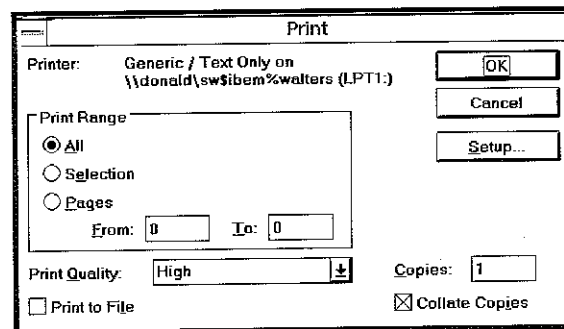 Print
Printer: Generic / Text Only on
\\donald\sw$ibem%walters (LPT1:)
OK
Cancel
Setup...
Print Range
All
Selection
Pages
From: 0 To: 0
Print Quality: High
Copies: 1
Print to File
Collate Copies